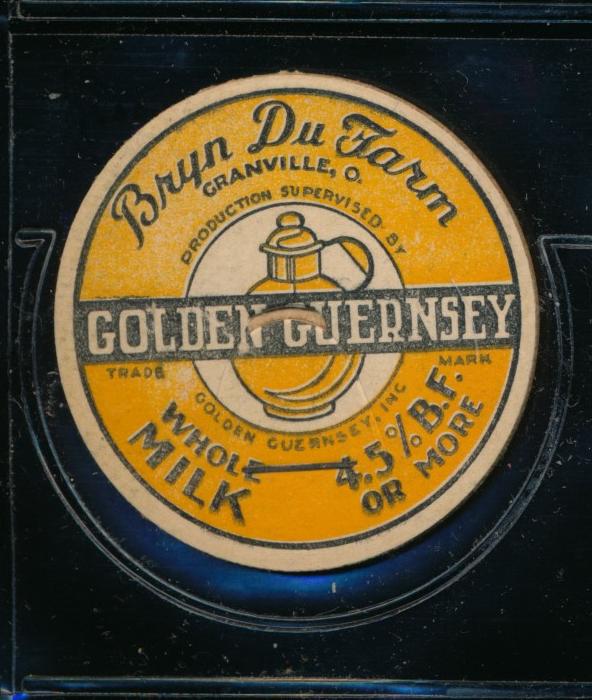 Bryn Du Farm
GRANVILLE, O.
PRODUCTION SUPERVISED BY
GOLDEN GUERNSEY
TRADE MARK
GOLDEN GUERNSEY, INC
WHOLE
MILK
4.5% B.F.
OR MORE